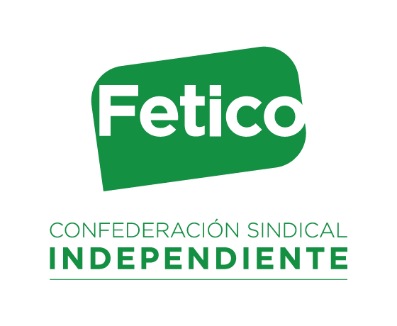 Fetico
CONFEDERACIÓN SINDICAL
INDEPENDIENTE